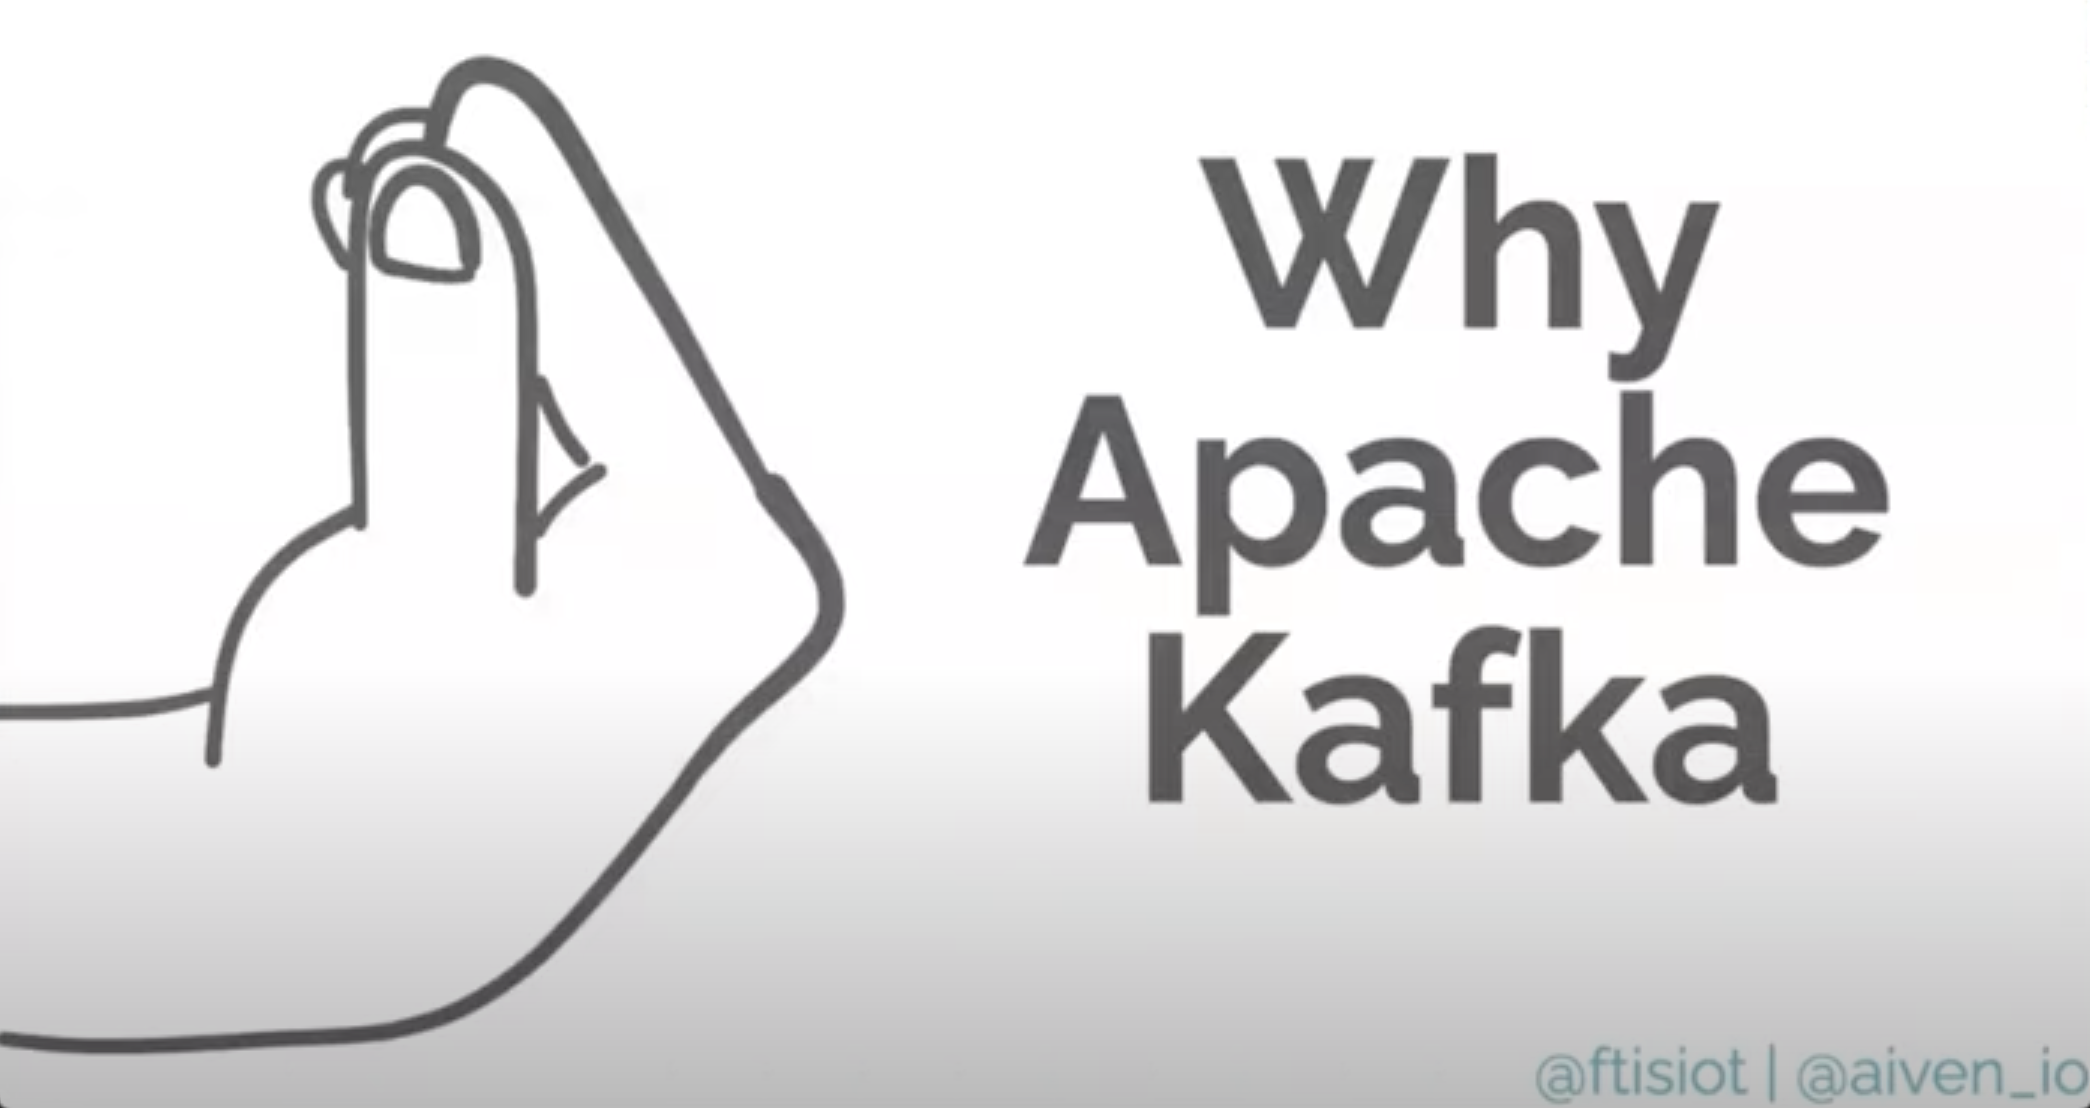 Why
Apache
Kafka
@ftisiot | @aiven_io